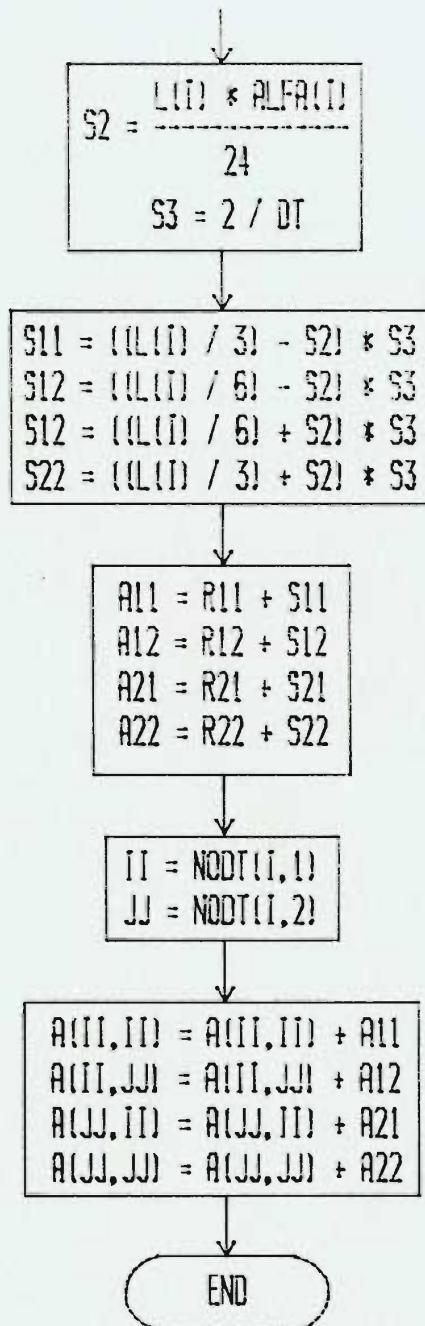 L(I) * ALFA(I)
S2 = ----------------
24
S3 = 2 / DT
S11 = ((L(I) / 3) - S2) * S3
S12 = ((L(I) / 6) - S2) * S3
S12 = ((L(I) / 6) + S2) * S3
S22 = ((L(I) / 3) + S2) * S3
A11 = R11 + S11
A12 = R12 + S12
A21 = R21 + S21
A22 = R22 + S22
II = NODT(I,1)
JJ = NODT(I,2)
A(II,II) = A(II,II) + A11
A(II,JJ) = A(II,JJ) + A12
A(JJ,II) = A(JJ,II) + A21
A(JJ,JJ) = A(JJ,JJ) + A22
END